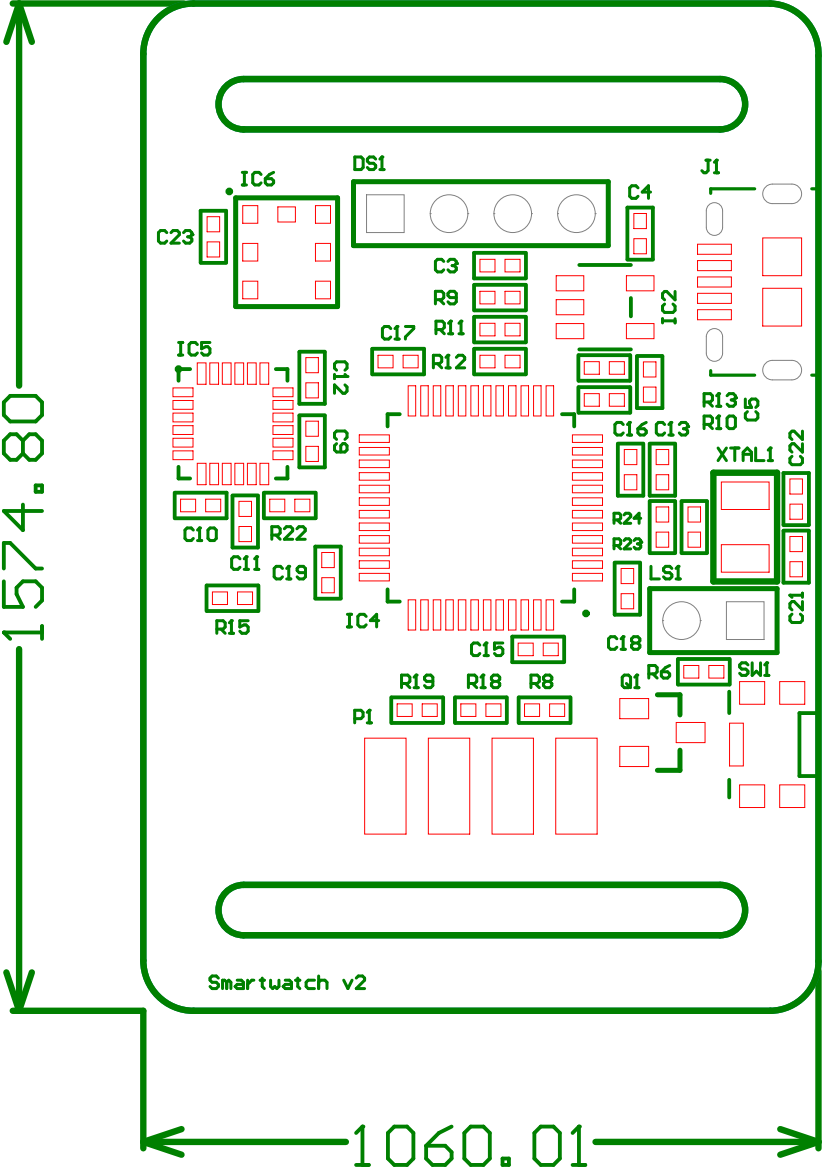 DS1
J1
IC6
C4
C23
C3
R9
IC2
R11
C17
IC5
R12
C12
R13
C5
R10
C9
C16
C13
C22
XTAL1
1574.80
R24
C10
R22
R23
C11
C19
LS1
C21
R15
IC4
C18
C15
R6
SW1
R19
R18
R8
Q1
P1
Smartwatch v2
1060.01